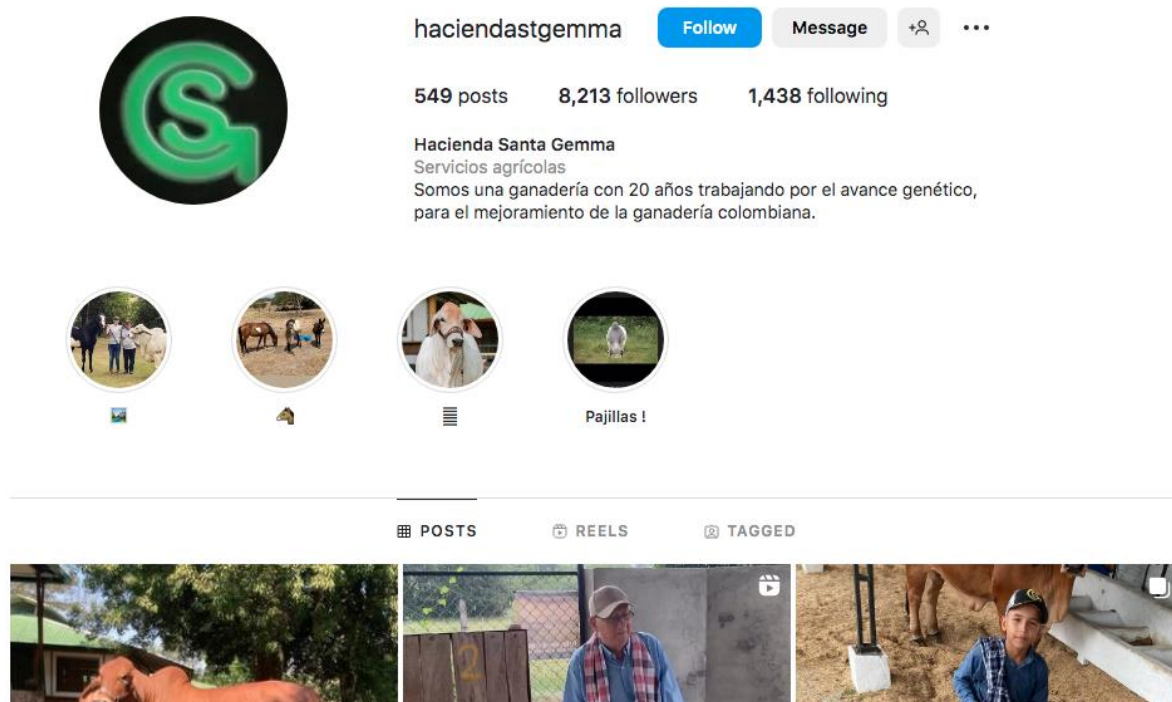 haciendastgemma Follow Message
549 posts 8,213 followers 1,438 following
Hacienda Santa Gemma
Servicios agrícolas
Somos una ganadería con 20 años trabajando por el avance genético,
para el mejoramiento de la ganadería colombiana.
Pajillas !
POSTS REELS TAGGED
2